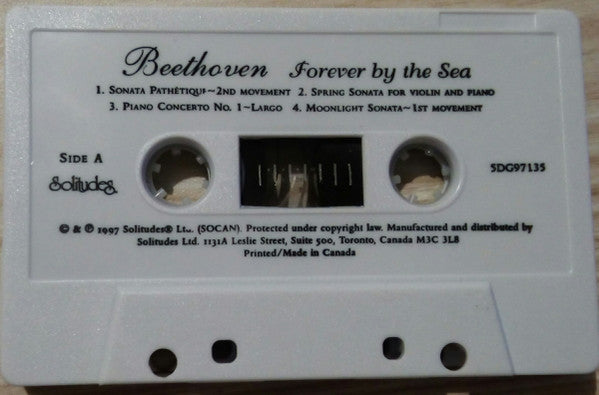 Beethoven Forever by the Sea
1. Sonata Pathétique~2nd movement 2. Spring Sonata for violin and piano
3. Piano Concerto No. 1~Largo 4. Moonlight Sonata~1st movement
Side A
5DG97135
Solitudes
© & ℗ 1997 Solitudes® Lt.. (SOCAN). Protected under copyright law. Manufactured and distributed by
Solitudes Ltd. 1131A Leslie Street, Suite 500, Toronto, Canada M3C 3L8
Printed/Made in Canada